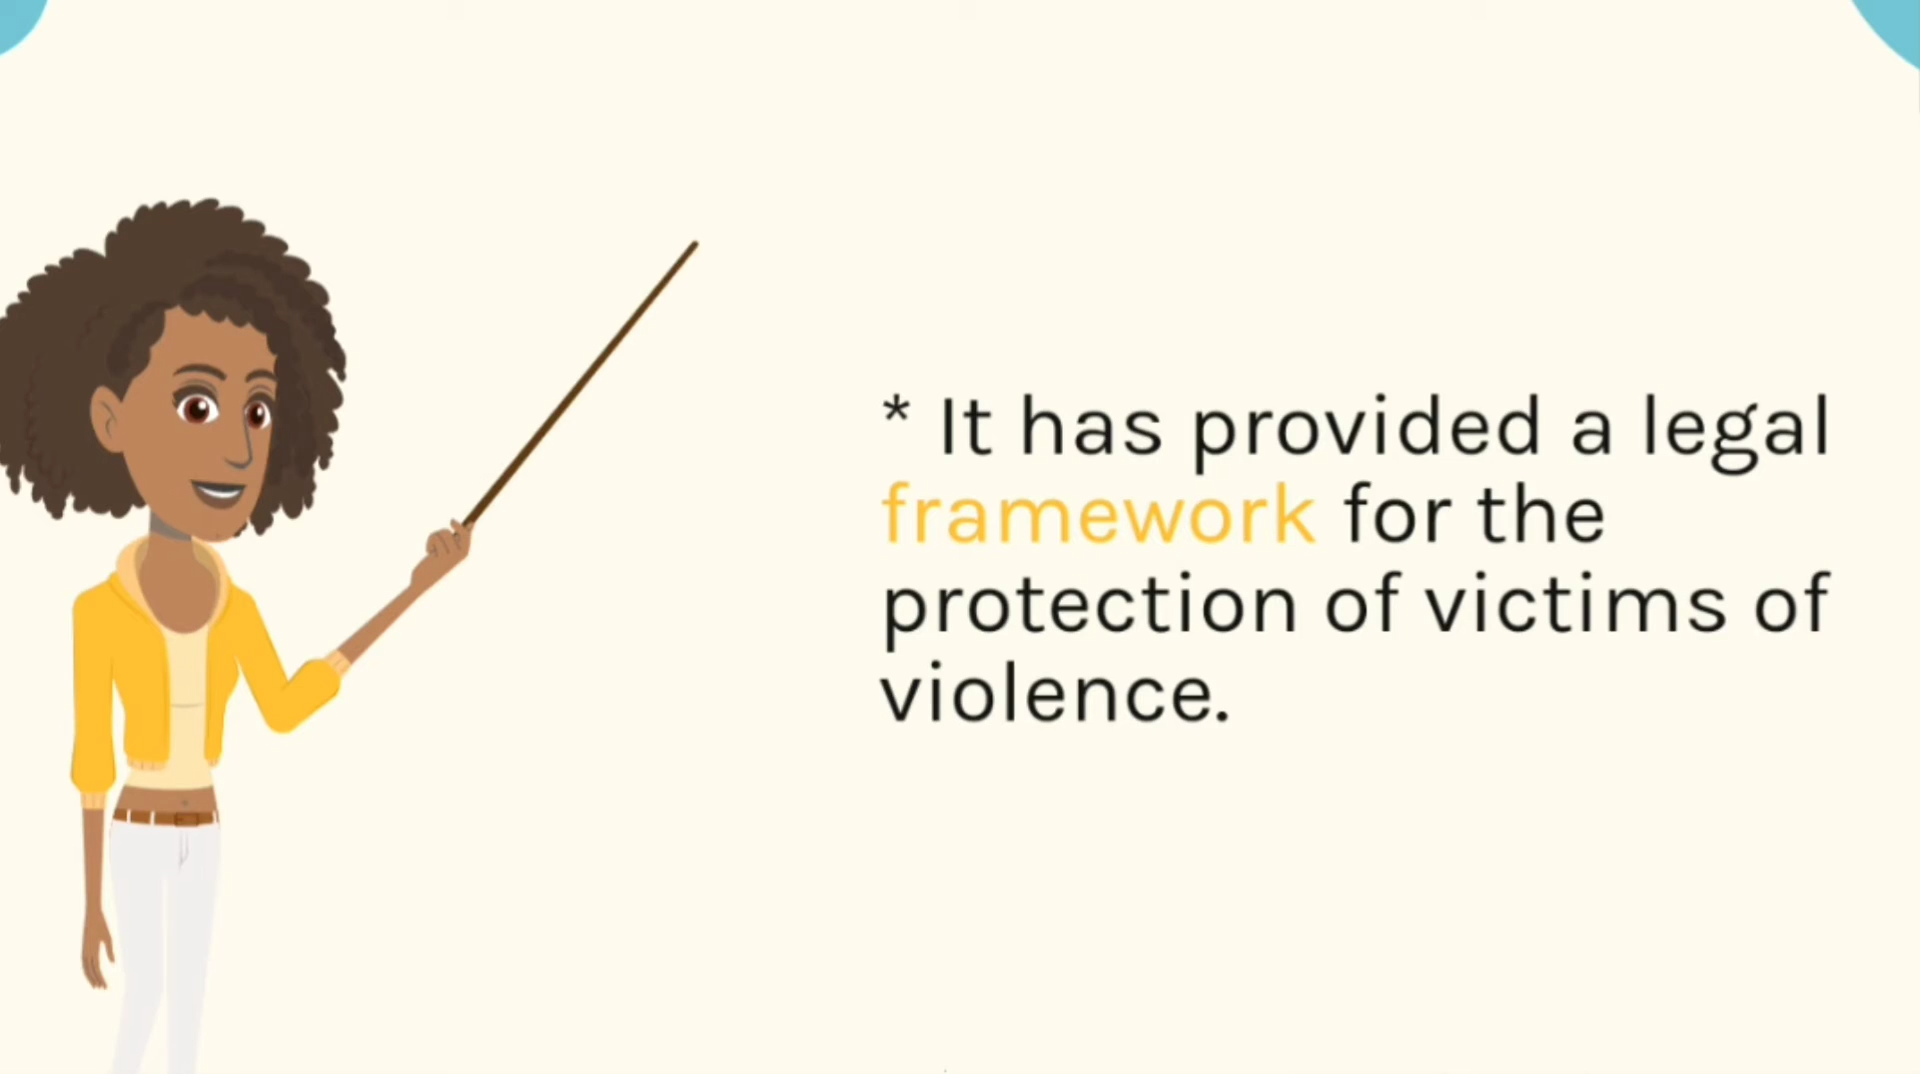 * It has provided a legal
framework for the
protection of victims of
violence.